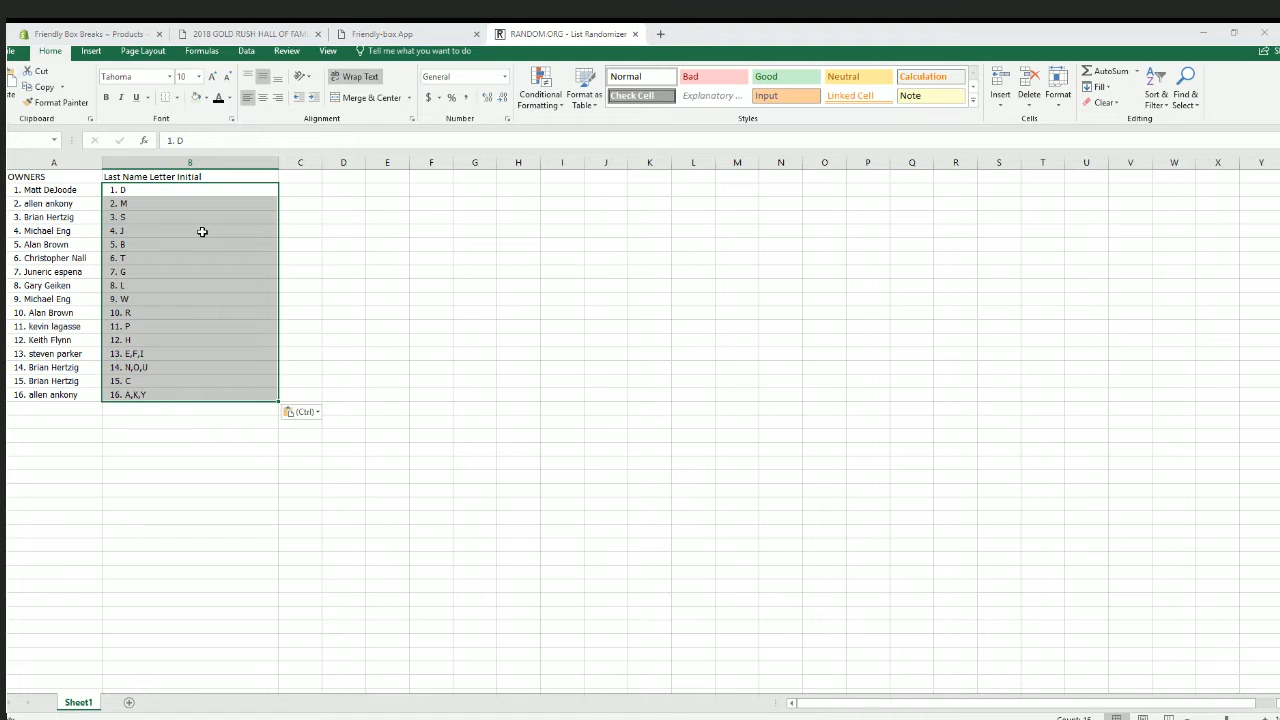 Friendly Box Breaks ~ Products
2018 GOLD RUSH HALL OF FAM
Friendly-box App
RANDOM.ORG - List Randomizer
Home Insert Page Layout Formulas Data Review View Tell me what you want to do
Cut
Copy
Format Painter
Clipboard
Tahoma 10
B I U
Font
Wrap Text
Merge & Center
Alignment
General
$ % ,
Number
Conditional Formatting
Format as Table
Normal Bad Good Neutral Calculation
Check Cell Explanatory ... Input Linked Cell Note
Styles
Insert Delete Format
Cells
AutoSum
Fill
Clear
Sort & Filter
Find & Select
Editing
fx 1. D
A B C D E F G H I J K L M N O P Q R S T U V W X Y
OWNERS Last Name Letter Initial
1. Matt DeJoode 1. D
2. allen ankony 2. M
3. Brian Hertzig 3. S
4. Michael Eng 4. J
5. Alan Brown 5. B
6. Christopher Nall 6. T
7. Juneric espena 7. G
8. Gary Geiken 8. L
9. Michael Eng 9. W
10. Alan Brown 10. R
11. kevin lagasse 11. P
12. Keith Flynn 12. H
13. steven parker 13. E,F,I
14. Brian Hertzig 14. N,O,U
15. Brian Hertzig 15. C
16. allen ankony 16. A,K,Y
(Ctrl)
Sheet1